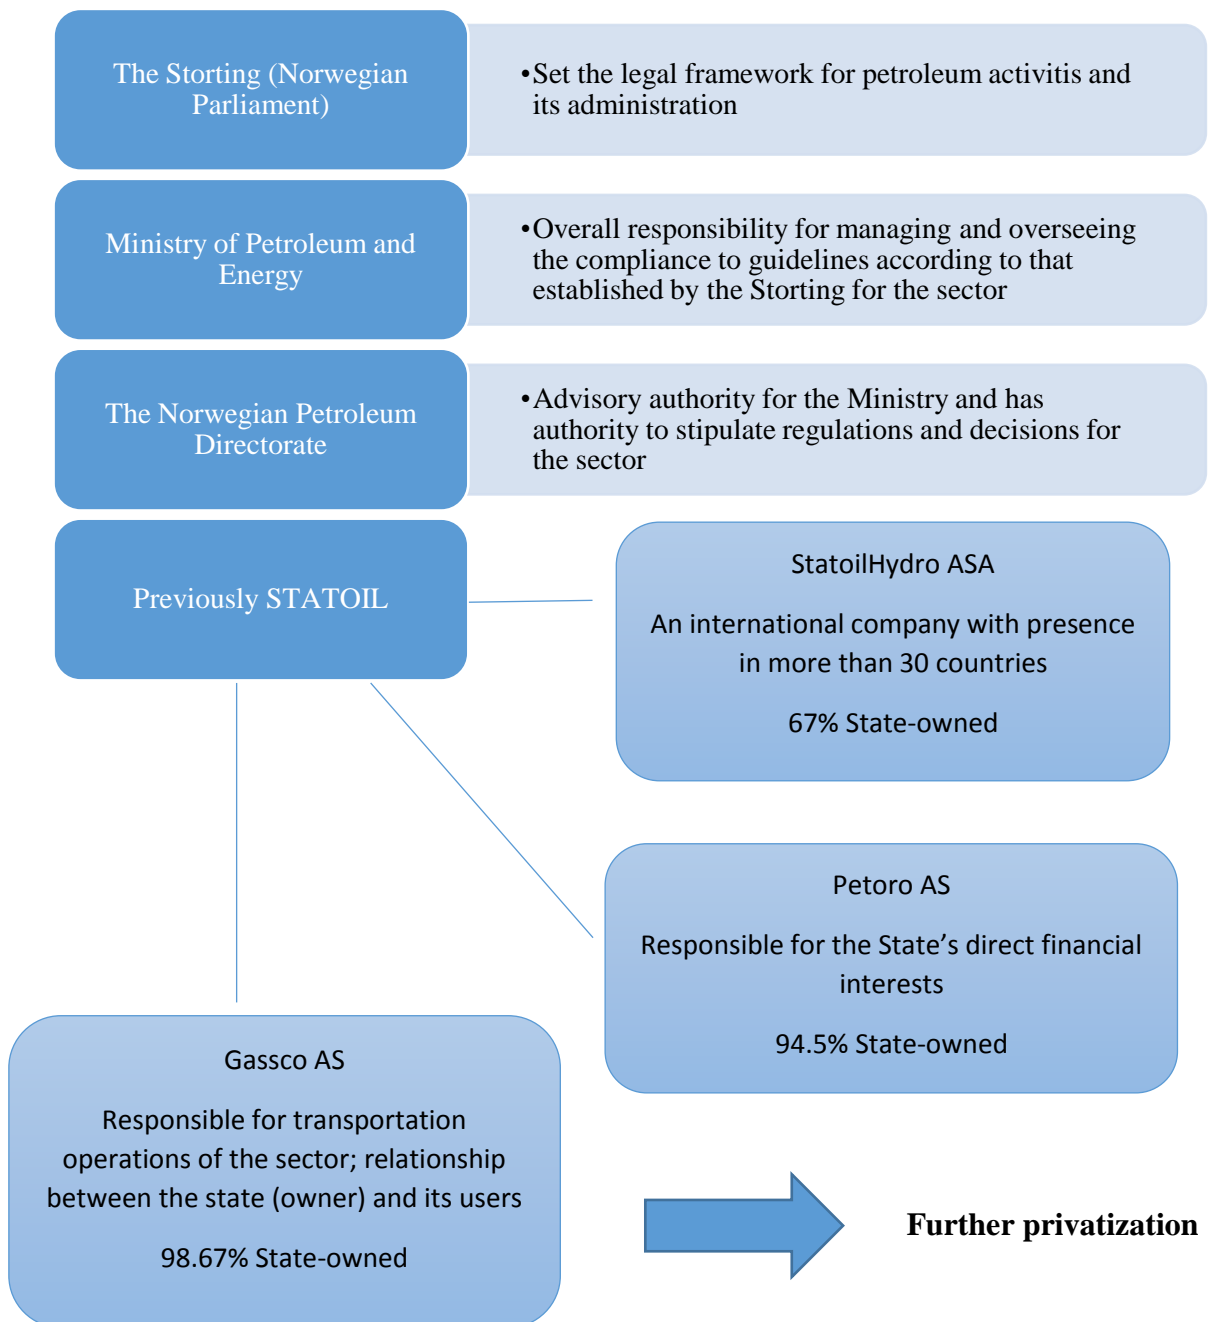 The Storting (Norwegian
Parliament)
•Set the legal framework for petroleum activitis and
its administration
Ministry of Petroleum and
Energy
•Overall responsibility for managing and overseeing
the compliance to guidelines according to that
established by the Storting for the sector
The Norwegian Petroleum
Directorate
•Advisory authority for the Ministry and has
authority to stipulate regulations and decisions for
the sector
Previously STATOIL
StatoilHydro ASA
An international company with presence
in more than 30 countries
67% State-owned
Petoro AS
Responsible for the State’s direct financial
interests
94.5% State-owned
Gassco AS
Responsible for transportation
operations of the sector; relationship
between the state (owner) and its users
98.67% State-owned
Further privatization